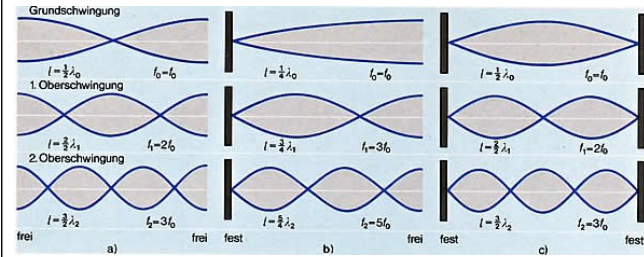 Grundschwingung
l=½λ₀ f₀=f₀ l=¼λ₀ f₀=f₀ l=½λ₀ f₀=f₀
1. Oberschwingung
l=2/2λ₁ f₁=2f₀ l=¾λ₁ f₁=3f₀ l=2/2λ₁ f₁=2f₀
2. Oberschwingung
l=3/2λ₂ f₂=3f₀ l=5/4λ₂ f₂=5f₀ l=3/2λ₂ f₂=3f₀
frei frei fest frei fest fest
a) b) c)